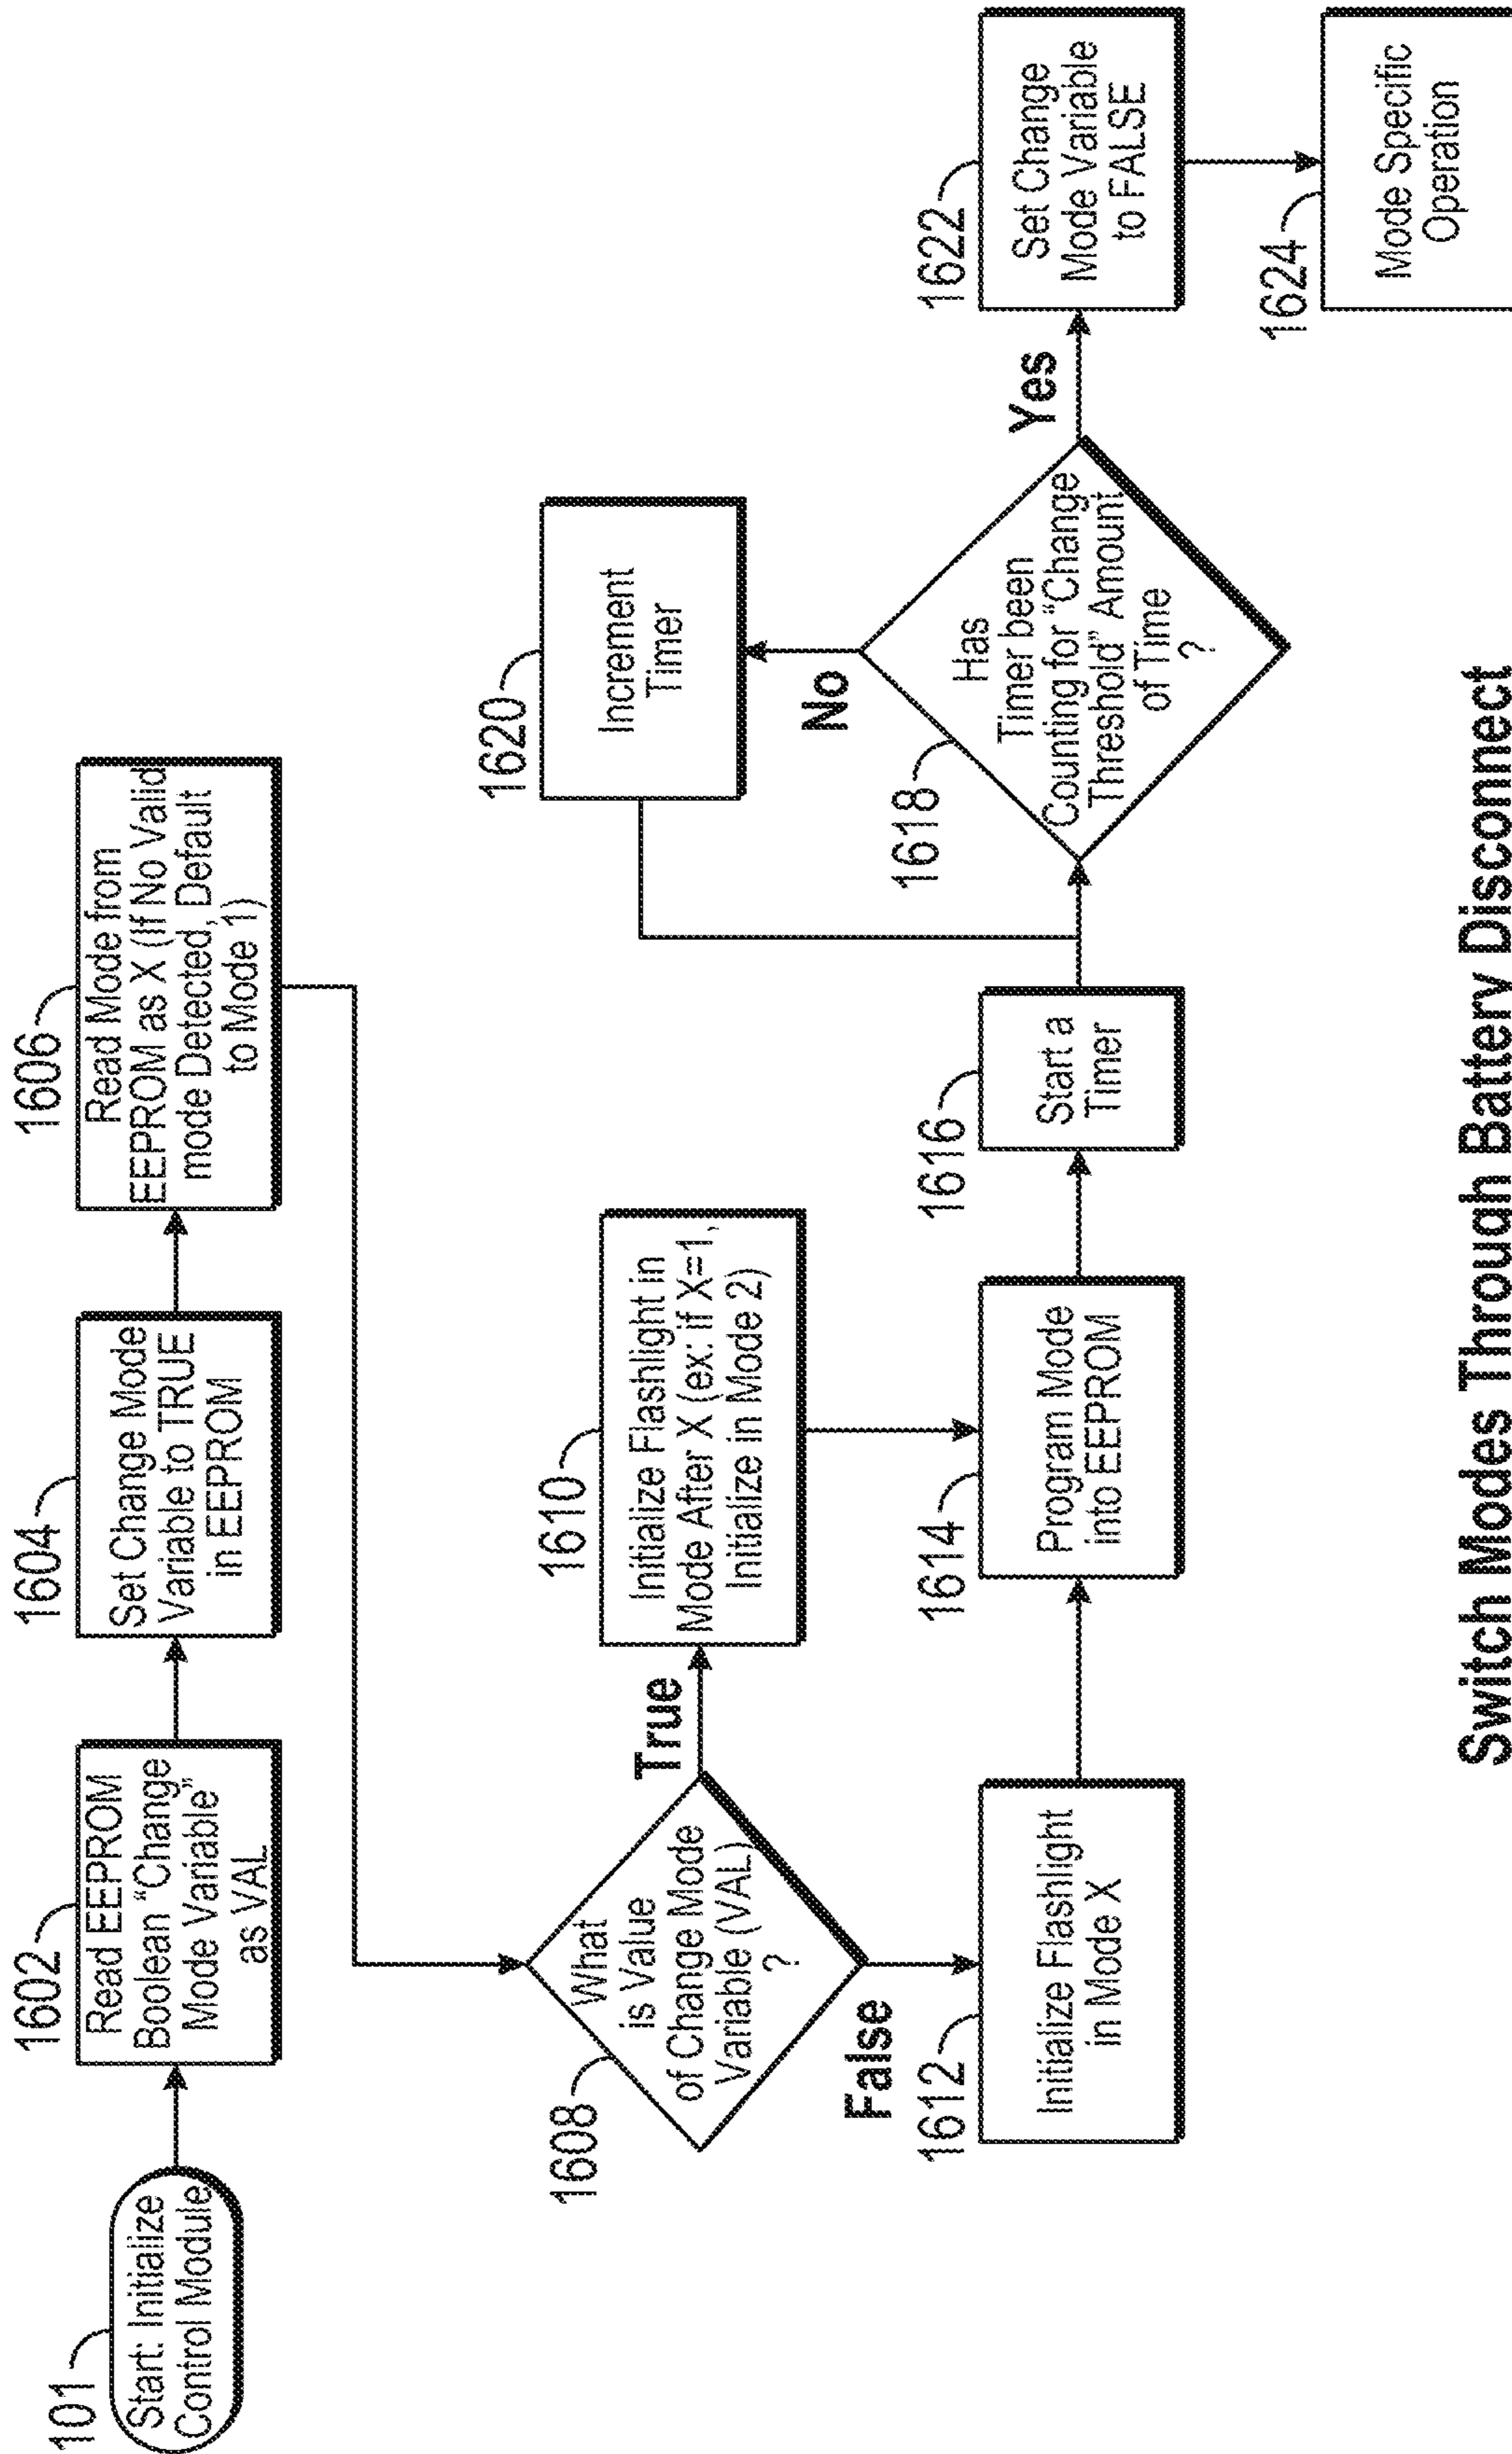 101
Start: Initialize
Control Module
1602
Read EEPROM
Boolean “Change
Mode Variable”
as VAL
1604
Set Change Mode
Variable to TRUE
in EEPROM
1606
Read Mode from
EEPROM as X (If No Valid
mode Detected, Default
to Mode 1)
1608
What
is Value
of Change Mode
Variable (VAL)
?
True
False
1610
Initialize Flashlight in
Mode After X (ex: if X=1,
Initialize in Mode 2)
1612
Initialize Flashlight
in Mode X
1614
Program Mode
into EEPROM
1616
Start a
Timer
1618
Has
Timer been
Counting for “Change
Threshold” Amount
of Time
?
No
Yes
1620
Increment
Timer
1622
Set Change
Mode Variable
to FALSE
1624
Mode Specific
Operation
Switch Modes Through Battery Disconnect